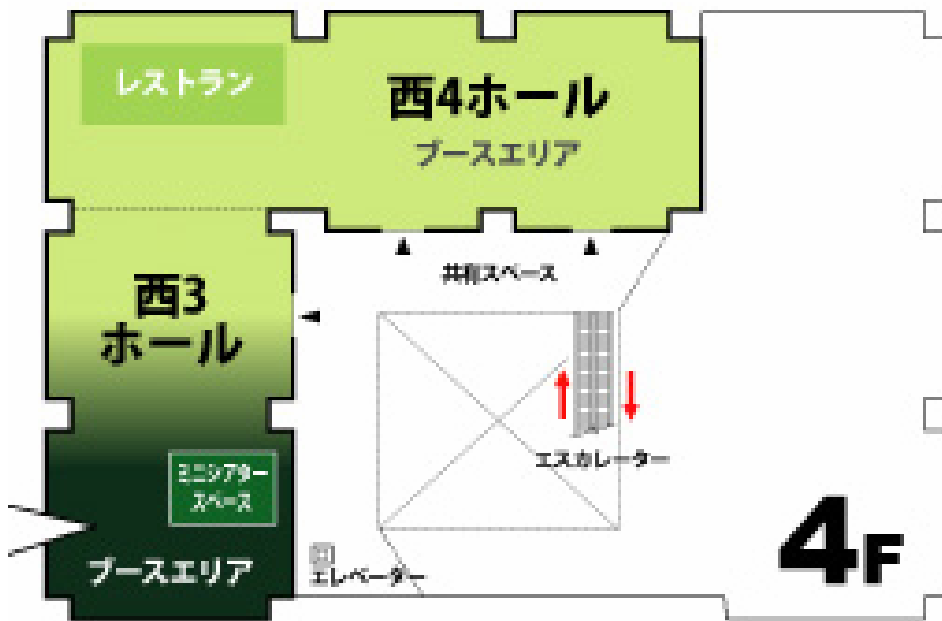 レストラン
西4ホール
ブースエリア
共有スペース
西3
ホール
エスカレーター
ミニシアター
スペース
ブースエリア
エレベーター
4F